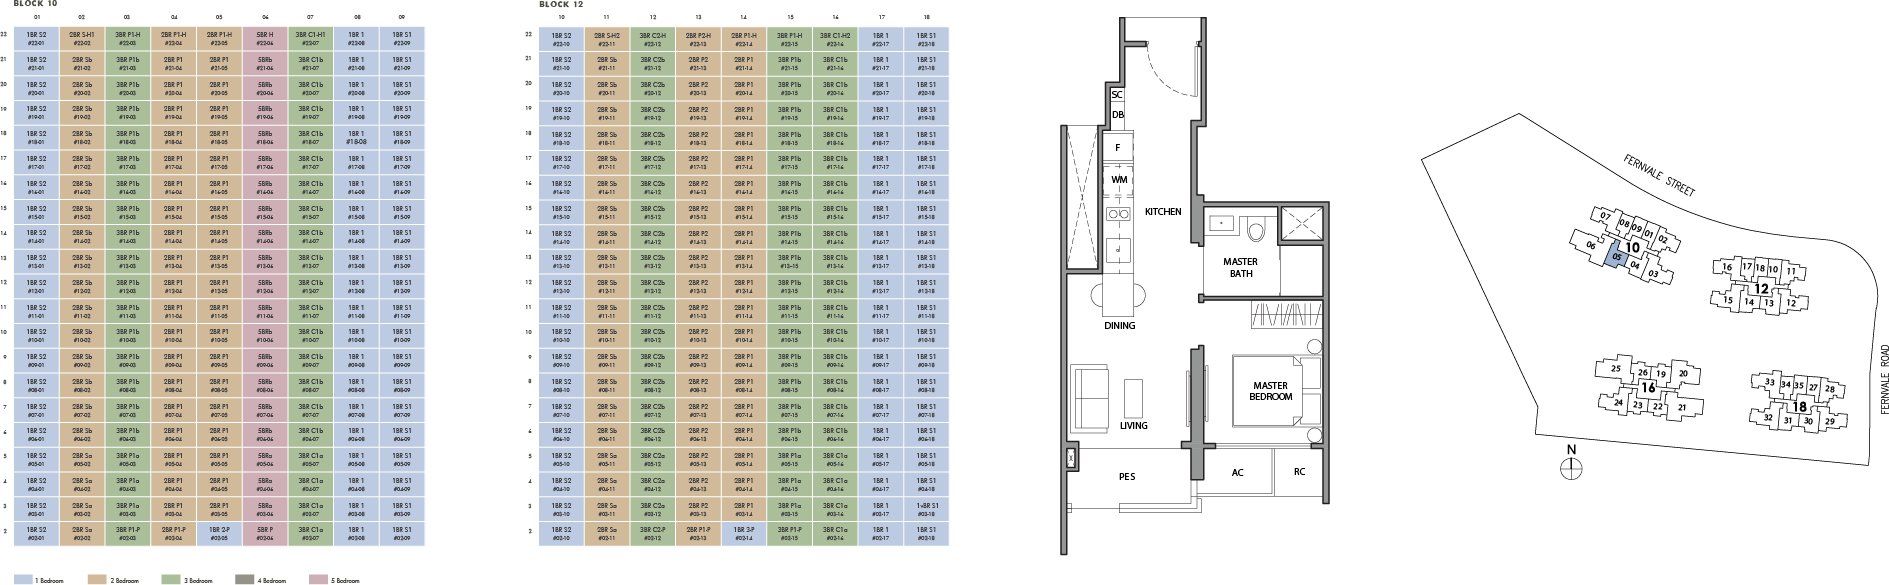 BLOCK 10
01 02 03 04 05 06 07 08 09
22 1BR S2 2BR S-H1 3BR P1-H 2BR P1-H 2BR P1-H 5BR H 3BR C1-H1 1BR 1 1BR S1
#22-01 #22-02 #22-03 #22-04 #22-05 #22-06 #22-07 #22-08 #22-09
21 1BR S2 2BR Sb 3BR P1b 2BR P1 2BR P1 5BRb 3BR C1b 1BR 1 1BR S1
#21-01 #21-02 #21-03 #21-04 #21-05 #21-06 #21-07 #21-08 #21-09
20 1BR S2 2BR Sb 3BR P1b 2BR P1 2BR P1 5BRb 3BR C1b 1BR 1 1BR S1
#20-01 #20-02 #20-03 #20-04 #20-05 #20-06 #20-07 #20-08 #20-09
19 1BR S2 2BR Sb 3BR P1b 2BR P1 2BR P1 5BRb 3BR C1b 1BR 1 1BR S1
#19-01 #19-02 #19-03 #19-04 #19-05 #19-06 #19-07 #19-08 #19-09
18 1BR S2 2BR Sb 3BR P1b 2BR P1 2BR P1 5BRb 3BR C1b 1BR 1 1BR S1
#18-01 #18-02 #18-03 #18-04 #18-05 #18-06 #18-07 #18-08 #18-09
17 1BR S2 2BR Sb 3BR P1b 2BR P1 2BR P1 5BRb 3BR C1b 1BR 1 1BR S1
#17-01 #17-02 #17-03 #17-04 #17-05 #17-06 #17-07 #17-08 #17-09
16 1BR S2 2BR Sb 3BR P1b 2BR P1 2BR P1 5BRb 3BR C1b 1BR 1 1BR S1
#16-01 #16-02 #16-03 #16-04 #16-05 #16-06 #16-07 #16-08 #16-09
15 1BR S2 2BR Sb 3BR P1b 2BR P1 2BR P1 5BRb 3BR C1b 1BR 1 1BR S1
#15-01 #15-02 #15-03 #15-04 #15-05 #15-06 #15-07 #15-08 #15-09
14 1BR S2 2BR Sb 3BR P1b 2BR P1 2BR P1 5BRb 3BR C1b 1BR 1 1BR S1
#14-01 #14-02 #14-03 #14-04 #14-05 #14-06 #14-07 #14-08 #14-09
13 1BR S2 2BR Sb 3BR P1b 2BR P1 2BR P1 5BRb 3BR C1b 1BR 1 1BR S1
#13-01 #13-02 #13-03 #13-04 #13-05 #13-06 #13-07 #13-08 #13-09
12 1BR S2 2BR Sb 3BR P1b 2BR P1 2BR P1 5BRb 3BR C1b 1BR 1 1BR S1
#12-01 #12-02 #12-03 #12-04 #12-05 #12-06 #12-07 #12-08 #12-09
11 1BR S2 2BR Sb 3BR P1b 2BR P1 2BR P1 5BRb 3BR C1b 1BR 1 1BR S1
#11-01 #11-02 #11-03 #11-04 #11-05 #11-06 #11-07 #11-08 #11-09
10 1BR S2 2BR Sb 3BR P1b 2BR P1 2BR P1 5BRb 3BR C1b 1BR 1 1BR S1
#10-01 #10-02 #10-03 #10-04 #10-05 #10-06 #10-07 #10-08 #10-09
9 1BR S2 2BR Sb 3BR P1b 2BR P1 2BR P1 5BRb 3BR C1b 1BR 1 1BR S1
#09-01 #09-02 #09-03 #09-04 #09-05 #09-06 #09-07 #09-08 #09-09
8 1BR S2 2BR Sb 3BR P1b 2BR P1 2BR P1 5BRb 3BR C1b 1BR 1 1BR S1
#08-01 #08-02 #08-03 #08-04 #08-05 #08-06 #08-07 #08-08 #08-09
7 1BR S2 2BR Sb 3BR P1b 2BR P1 2BR P1 5BRb 3BR C1b 1BR 1 1BR S1
#07-01 #07-02 #07-03 #07-04 #07-05 #07-06 #07-07 #07-08 #07-09
6 1BR S2 2BR Sb 3BR P1b 2BR P1 2BR P1 5BRb 3BR C1b 1BR 1 1BR S1
#06-01 #06-02 #06-03 #06-04 #06-05 #06-06 #06-07 #06-08 #06-09
5 1BR S2 2BR Sa 3BR P1a 2BR P1 2BR P1 5BRa 3BR C1a 1BR 1 1BR S1
#05-01 #05-02 #05-03 #05-04 #05-05 #05-06 #05-07 #05-08 #05-09
4 1BR S2 2BR Sa 3BR P1a 2BR P1 2BR P1 5BRa 3BR C1a 1BR 1 1BR S1
#04-01 #04-02 #04-03 #04-04 #04-05 #04-06 #04-07 #04-08 #04-09
3 1BR S2 2BR Sa 3BR P1a 2BR P1 2BR P1 5BRa 3BR C1a 1BR 1 1BR S1
#03-01 #03-02 #03-03 #03-04 #03-05 #03-06 #03-07 #03-08 #03-09
2 1BR S2 2BR Sa 3BR P1-P 2BR P1-P 1BR 2-P 5BR P 3BR C1a 1BR 1 1BR S1
#02-01 #02-02 #02-03 #02-04 #02-05 #02-06 #02-07 #02-08 #02-09
1 Bedroom 2 Bedroom 3 Bedroom 4 Bedroom 5 Bedroom
BLOCK 12
10 11 12 13 14 15 16 17 18
22 1BR S2 2BR S-H2 3BR C2-H 2BR P2-H 2BR P1-H 3BR P1-H 3BR C1-H2 1BR 1 1BR S1
#22-10 #22-11 #22-12 #22-13 #22-14 #22-15 #22-16 #22-17 #22-18
21 1BR S2 2BR Sb 3BR C2b 2BR P2 2BR P1 3BR P1b 3BR C1b 1BR 1 1BR S1
#21-10 #21-11 #21-12 #21-13 #21-14 #21-15 #21-16 #21-17 #21-18
20 1BR S2 2BR Sb 3BR C2b 2BR P2 2BR P1 3BR P1b 3BR C1b 1BR 1 1BR S1
#20-10 #20-11 #20-12 #20-13 #20-14 #20-15 #20-16 #20-17 #20-18
19 1BR S2 2BR Sb 3BR C2b 2BR P2 2BR P1 3BR P1b 3BR C1b 1BR 1 1BR S1
#19-10 #19-11 #19-12 #19-13 #19-14 #19-15 #19-16 #19-17 #19-18
18 1BR S2 2BR Sb 3BR C2b 2BR P2 2BR P1 3BR P1b 3BR C1b 1BR 1 1BR S1
#18-10 #18-11 #18-12 #18-13 #18-14 #18-15 #18-16 #18-17 #18-18
17 1BR S2 2BR Sb 3BR C2b 2BR P2 2BR P1 3BR P1b 3BR C1b 1BR 1 1BR S1
#17-10 #17-11 #17-12 #17-13 #17-14 #17-15 #17-16 #17-17 #17-18
16 1BR S2 2BR Sb 3BR C2b 2BR P2 2BR P1 3BR P1b 3BR C1b 1BR 1 1BR S1
#16-10 #16-11 #16-12 #16-13 #16-14 #16-15 #16-16 #16-17 #16-18
15 1BR S2 2BR Sb 3BR C2b 2BR P2 2BR P1 3BR P1b 3BR C1b 1BR 1 1BR S1
#15-10 #15-11 #15-12 #15-13 #15-14 #15-15 #15-16 #15-17 #15-18
14 1BR S2 2BR Sb 3BR C2b 2BR P2 2BR P1 3BR P1b 3BR C1b 1BR 1 1BR S1
#14-10 #14-11 #14-12 #14-13 #14-14 #14-15 #14-16 #14-17 #14-18
13 1BR S2 2BR Sb 3BR C2b 2BR P2 2BR P1 3BR P1b 3BR C1b 1BR 1 1BR S1
#13-10 #13-11 #13-12 #13-13 #13-14 #13-15 #13-16 #13-17 #13-18
12 1BR S2 2BR Sb 3BR C2b 2BR P2 2BR P1 3BR P1b 3BR C1b 1BR 1 1BR S1
#12-10 #12-11 #12-12 #12-13 #12-14 #12-15 #12-16 #12-17 #12-18
11 1BR S2 2BR Sb 3BR C2b 2BR P2 2BR P1 3BR P1b 3BR C1b 1BR 1 1BR S1
#11-10 #11-11 #11-12 #11-13 #11-14 #11-15 #11-16 #11-17 #11-18
10 1BR S2 2BR Sb 3BR C2b 2BR P2 2BR P1 3BR P1b 3BR C1b 1BR 1 1BR S1
#10-10 #10-11 #10-12 #10-13 #10-14 #10-15 #10-16 #10-17 #10-18
9 1BR S2 2BR Sb 3BR C2b 2BR P2 2BR P1 3BR P1b 3BR C1b 1BR 1 1BR S1
#09-10 #09-11 #09-12 #09-13 #09-14 #09-15 #09-16 #09-17 #09-18
8 1BR S2 2BR Sb 3BR C2b 2BR P2 2BR P1 3BR P1b 3BR C1b 1BR 1 1BR S1
#08-10 #08-11 #08-12 #08-13 #08-14 #08-15 #08-16 #08-17 #08-18
7 1BR S2 2BR Sb 3BR C2b 2BR P2 2BR P1 3BR P1b 3BR C1b 1BR 1 1BR S1
#07-10 #07-11 #07-12 #07-13 #07-14 #07-15 #07-16 #07-17 #07-18
6 1BR S2 2BR Sb 3BR C2b 2BR P2 2BR P1 3BR P1b 3BR C1b 1BR 1 1BR S1
#06-10 #06-11 #06-12 #06-13 #06-14 #06-15 #06-16 #06-17 #06-18
5 1BR S2 2BR Sa 3BR C2a 2BR P2 2BR P1 3BR P1a 3BR C1a 1BR 1 1BR S1
#05-10 #05-11 #05-12 #05-13 #05-14 #05-15 #05-16 #05-17 #05-18
4 1BR S2 2BR Sa 3BR C2a 2BR P2 2BR P1 3BR P1a 3BR C1a 1BR 1 1BR S1
#04-10 #04-11 #04-12 #04-13 #04-14 #04-15 #04-16 #04-17 #04-18
3 1BR S2 2BR Sa 3BR C2a 2BR P2 2BR P1 3BR P1a 3BR C1a 1BR 1 1vBR S1
#03-10 #03-11 #03-12 #03-13 #03-14 #03-15 #03-16 #03-17 #03-18
2 1BR S2 2BR Sa 3BR C2-P 2BR P1-P 1BR 3-P 3BR P1-P 3BR C1a 1BR 1 1BR S1
#02-10 #02-11 #02-12 #02-13 #02-14 #02-15 #02-16 #02-17 #02-18
SC
DB
F
WM
KITCHEN
MASTER
BATH
DINING
MASTER
BEDROOM
LIVING
PES
AC
RC
FERNVALE STREET
07 08 09 01 02
06 10
05 04 03
16 17 18 10 11
12
15 14 13 12
25 26 19 20
16
24 23 22 21
33 34 35 27 28
18
32 31 30 29
FERNVALE ROAD
N